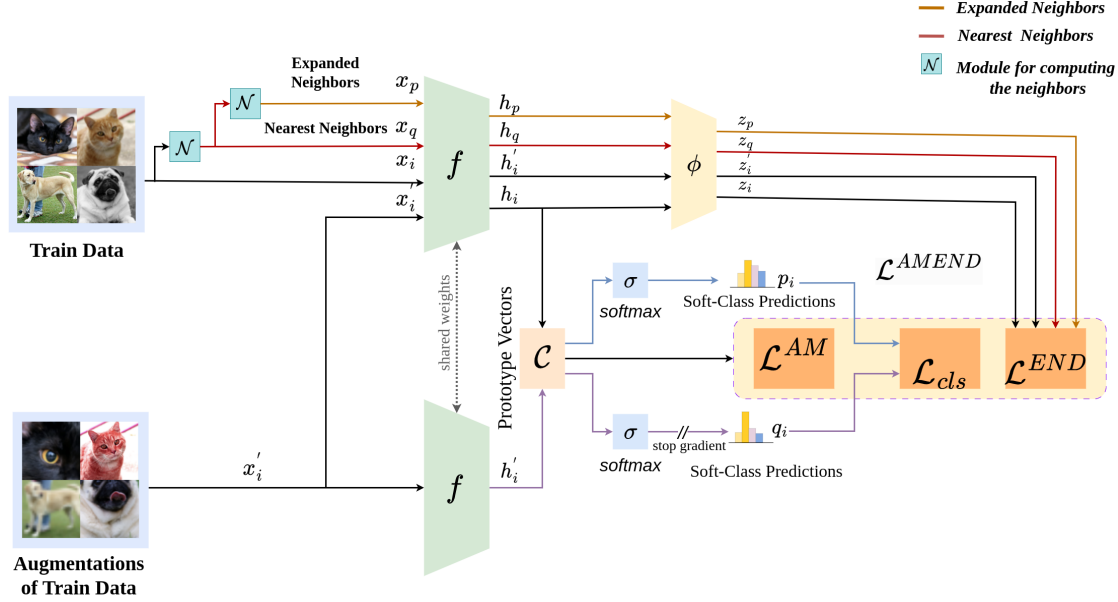 Expanded Neighbors
Nearest Neighbors
𝒩 Module for computing
the neighbors
Expanded
Neighbors
x_p
𝒩
Nearest Neighbors x_q
𝒩
x_i
x_i'
f
h_p
h_q
h_i'
h_i
ϕ
z_p
z_q
z_i'
z_i
Train Data
shared weights
Prototype Vectors
σ
softmax
p_i
Soft-Class Predictions
ℒ^{AMEND}
𝒞
ℒ^{AM}
ℒ_{cls}
ℒ^{END}
σ
softmax
//
stop gradient
q_i
Soft-Class Predictions
x_i'
f
h_i'
Augmentations
of Train Data